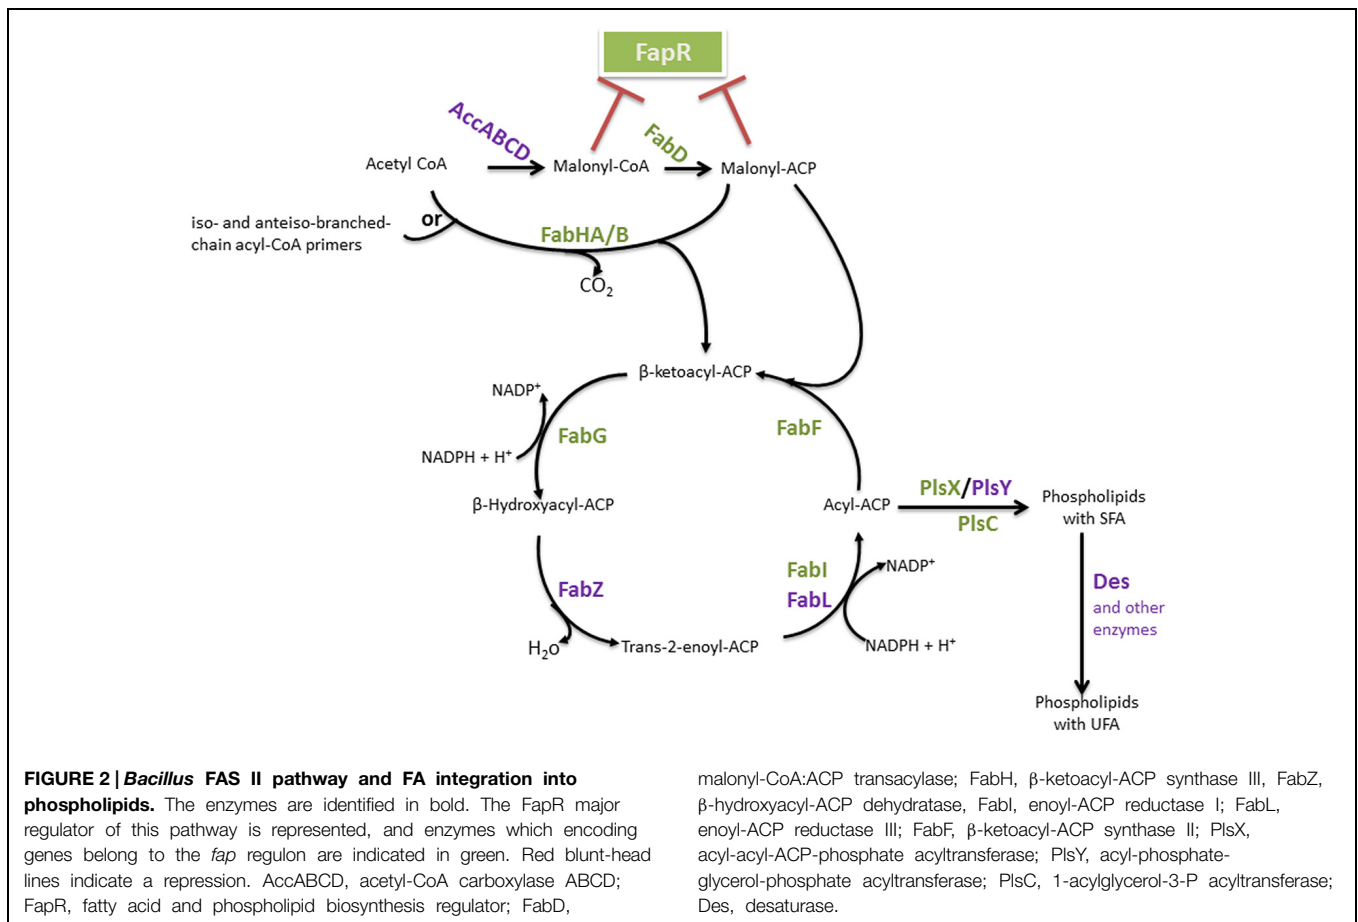 FapR
AccABCD
FabD
Acetyl CoA
Malonyl-CoA
Malonyl-ACP
iso- and anteiso-branched-
chain acyl-CoA primers
or
FabHA/B
CO₂
β-ketoacyl-ACP
NADP⁺
FabG
FabF
NADPH + H⁺
β-Hydroxyacyl-ACP
Acyl-ACP
PlsX/PlsY
PlsC
Phospholipids
with SFA
FabZ
FabI
FabL
NADP⁺
Des
and other
enzymes
H₂o
Trans-2-enoyl-ACP
NADPH + H⁺
Phospholipids
with UFA
FIGURE 2 | Bacillus FAS II pathway and FA integration into
phospholipids. The enzymes are identified in bold. The FapR major
regulator of this pathway is represented, and enzymes which encoding
genes belong to the fap regulon are indicated in green. Red blunt-head
lines indicate a repression. AccABCD, acetyl-CoA carboxylase ABCD;
FapR, fatty acid and phospholipid biosynthesis regulator; FabD,
malonyl-CoA:ACP transacylase; FabH, β-ketoacyl-ACP synthase III, FabZ,
β-hydroxyacyl-ACP dehydratase, FabI, enoyl-ACP reductase I; FabL,
enoyl-ACP reductase III; FabF, β-ketoacyl-ACP synthase II; PlsX,
acyl-acyl-ACP-phosphate acyltransferase; PlsY, acyl-phosphate-
glycerol-phosphate acyltransferase; PlsC, 1-acylglycerol-3-P acyltransferase;
Des, desaturase.